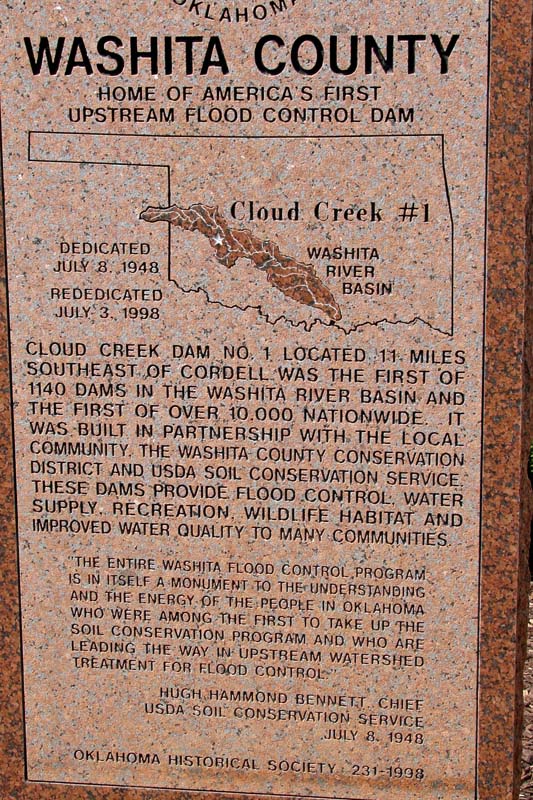 OKLAHOMA
WASHITA COUNTY
HOME OF AMERICA'S FIRST
UPSTREAM FLOOD CONTROL DAM
Cloud Creek #1
DEDICATED
JULY 8, 1948
REDEDICATED
JULY 3, 1998
WASHITA
RIVER
BASIN
CLOUD CREEK DAM NO. 1 LOCATED 11 MILES
SOUTHEAST OF CORDELL WAS THE FIRST OF
1140 DAMS IN THE WASHITA RIVER BASIN AND
THE FIRST OF OVER 10,000 NATIONWIDE. IT
WAS BUILT IN PARTNERSHIP WITH THE LOCAL
COMMUNITY, THE WASHITA COUNTY CONSERVATION
DISTRICT AND USDA SOIL CONSERVATION SERVICE.
THESE DAMS PROVIDE FLOOD CONTROL, WATER
SUPPLY, RECREATION, WILDLIFE HABITAT AND
IMPROVED WATER QUALITY TO MANY COMMUNITIES.
"THE ENTIRE WASHITA FLOOD CONTROL PROGRAM
IS IN ITSELF A MONUMENT TO THE UNDERSTANDING
AND THE ENERGY OF THE PEOPLE IN OKLAHOMA
WHO WERE AMONG THE FIRST TO TAKE UP THE
SOIL CONSERVATION PROGRAM AND WHO ARE
LEADING THE WAY IN UPSTREAM WATERSHED
TREATMENT FOR FLOOD CONTROL."
HUGH HAMMOND BENNETT, CHIEF
USDA SOIL CONSERVATION SERVICE
JULY 8, 1948
OKLAHOMA HISTORICAL SOCIETY 231-1998